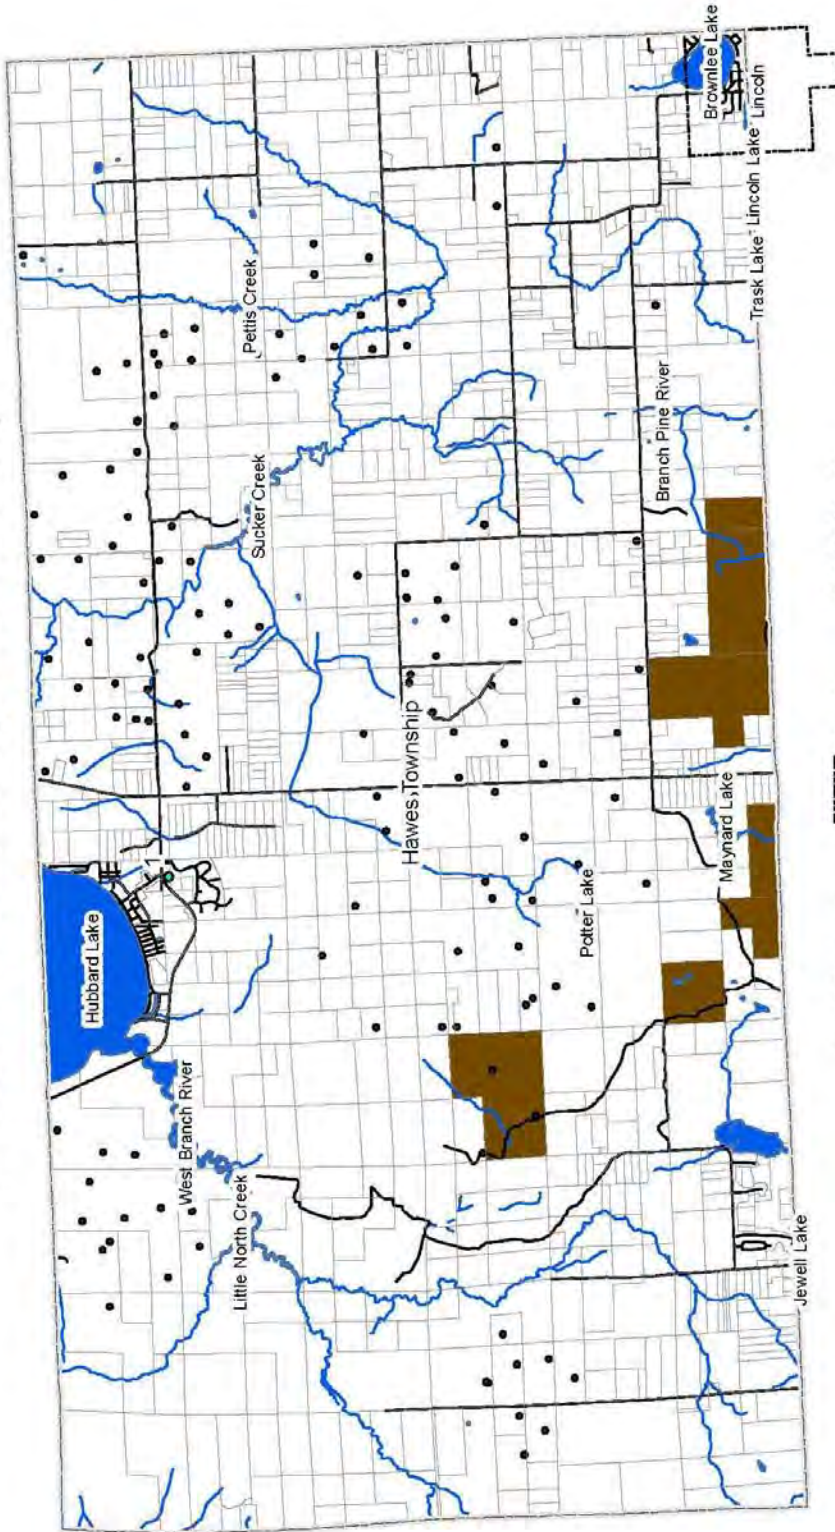 Hubbard Lake
1
West Branch River
Little North Creek
Sucker Creek
Pettis Creek
Hawes Township
Potter Lake
Branch Pine River
Maynard Lake
Brownlee Lake
Jewell Lake
Trask Lake Lincoln Lake Lincoln